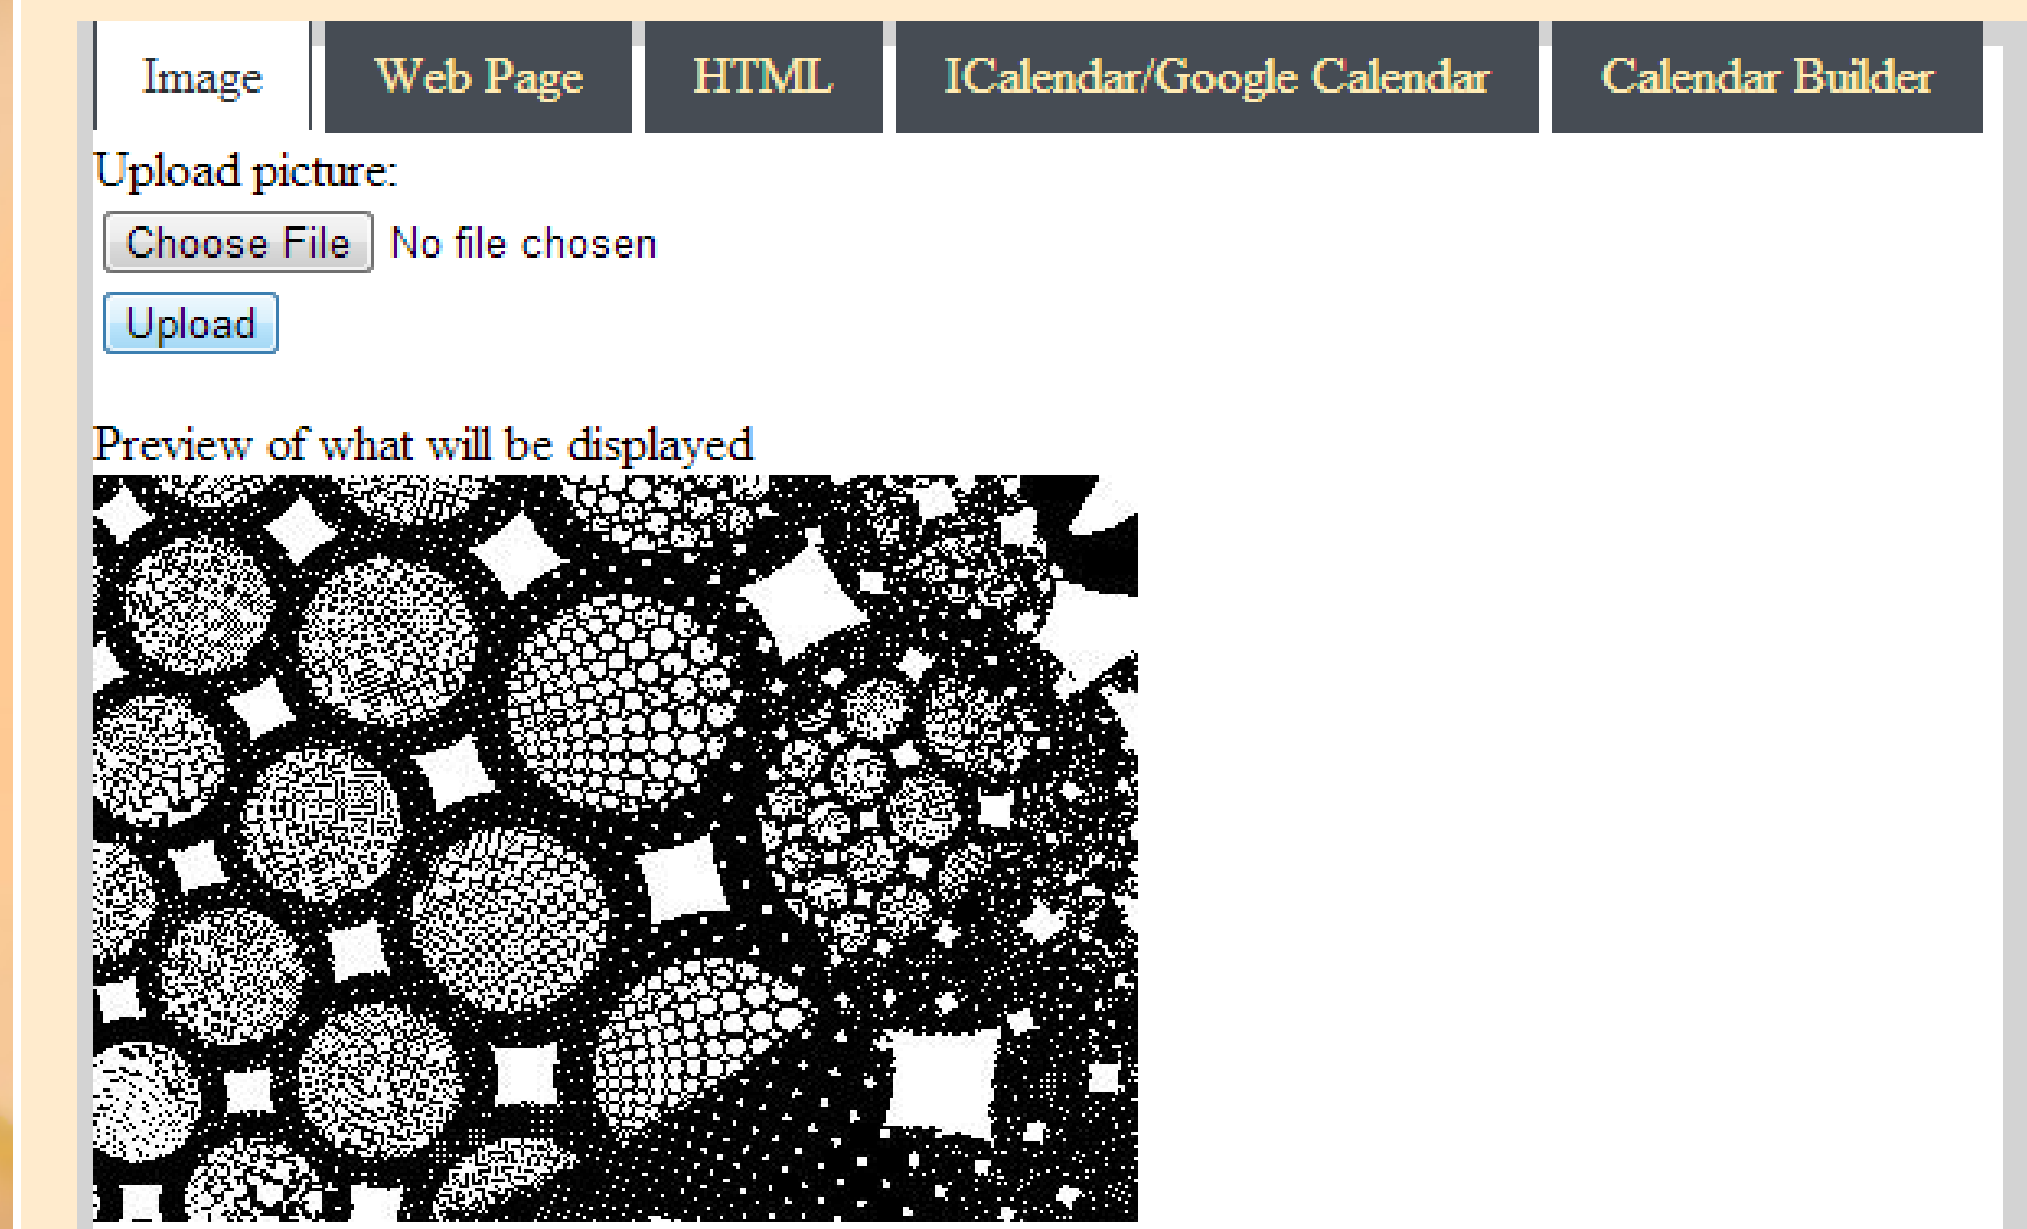 Image Web Page HTML ICalendar/Google Calendar Calendar Builder
Upload picture:
Choose File No file chosen
Upload
Preview of what will be displayed